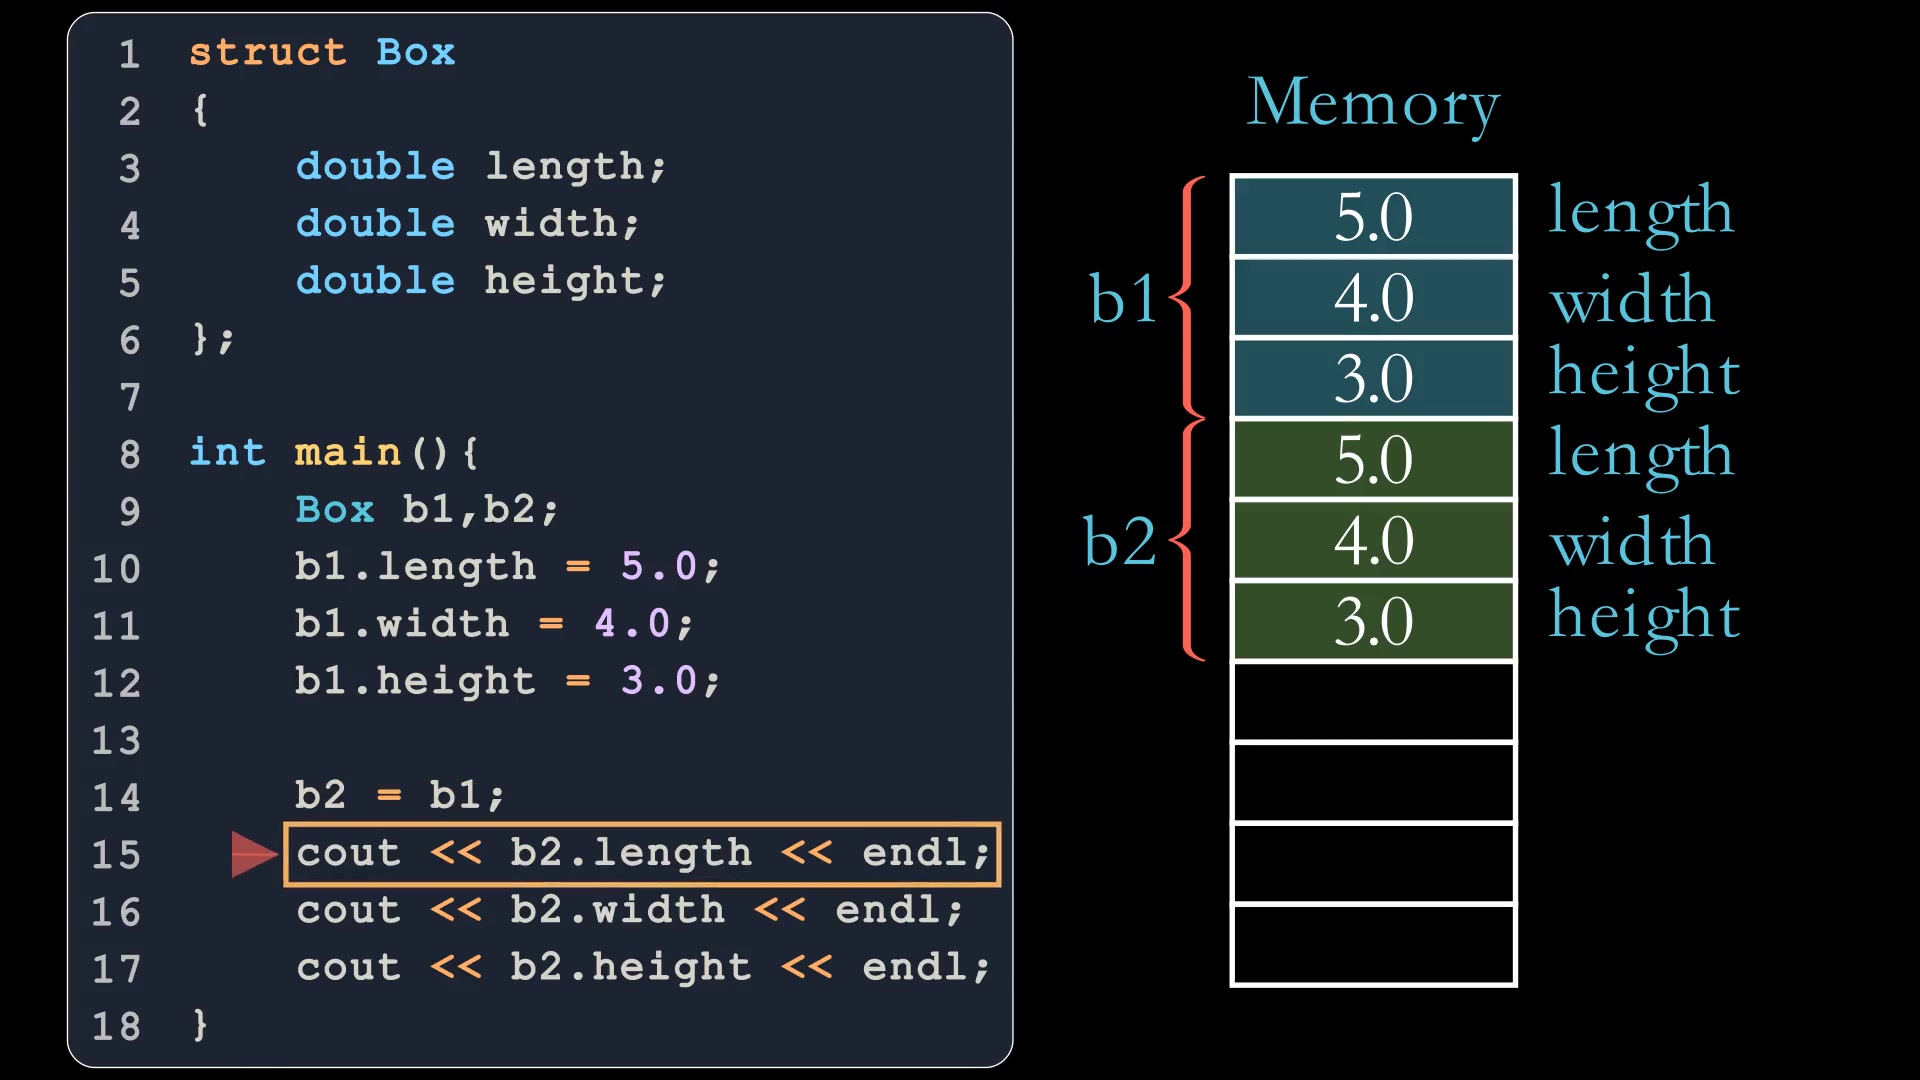 1 struct Box
2 {
3 double length;
4 double width;
5 double height;
6 };
7
8 int main(){
9 Box b1,b2;
10 b1.length = 5.0;
11 b1.width = 4.0;
12 b1.height = 3.0;
13
14 b2 = b1;
15 cout << b2.length << endl;
16 cout << b2.width << endl;
17 cout << b2.height << endl;
18 }
Memory
b1
5.0 length
4.0 width
3.0 height
b2
5.0 length
4.0 width
3.0 height